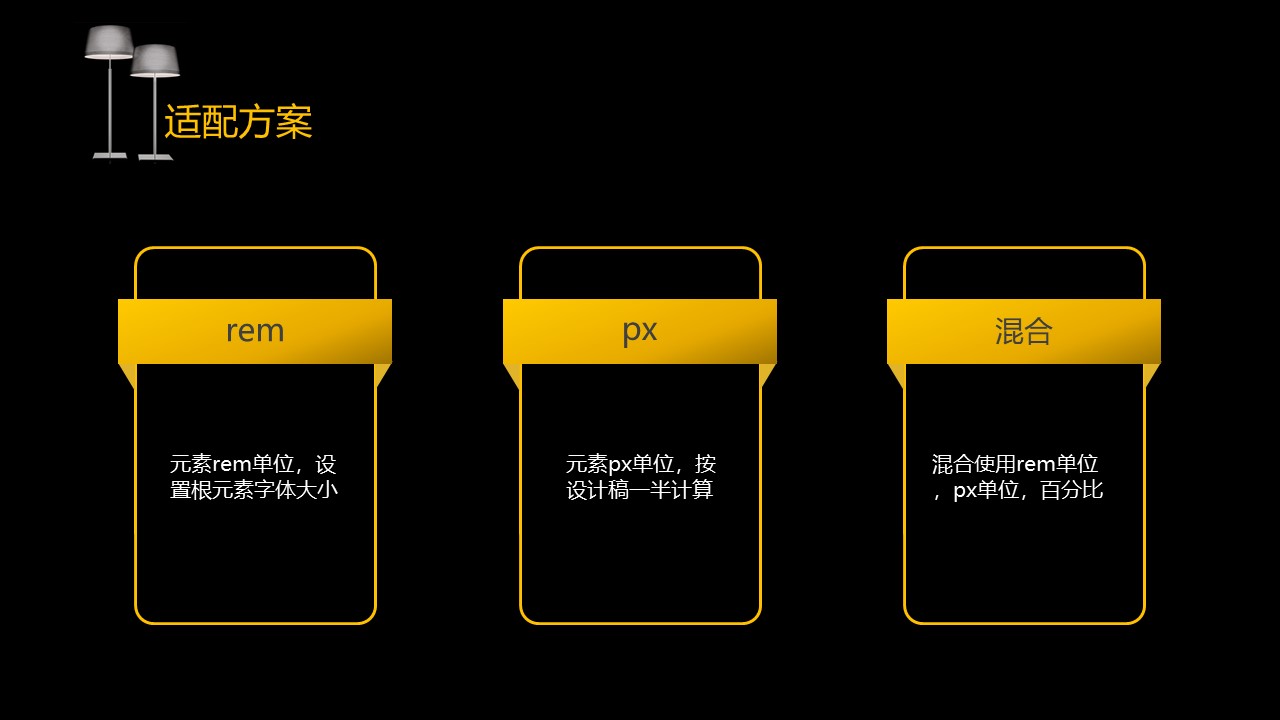 适配方案
rem
px
混合
元素rem单位，设
置根元素字体大小
元素px单位，按
设计稿一半计算
混合使用rem单位
，px单位，百分比